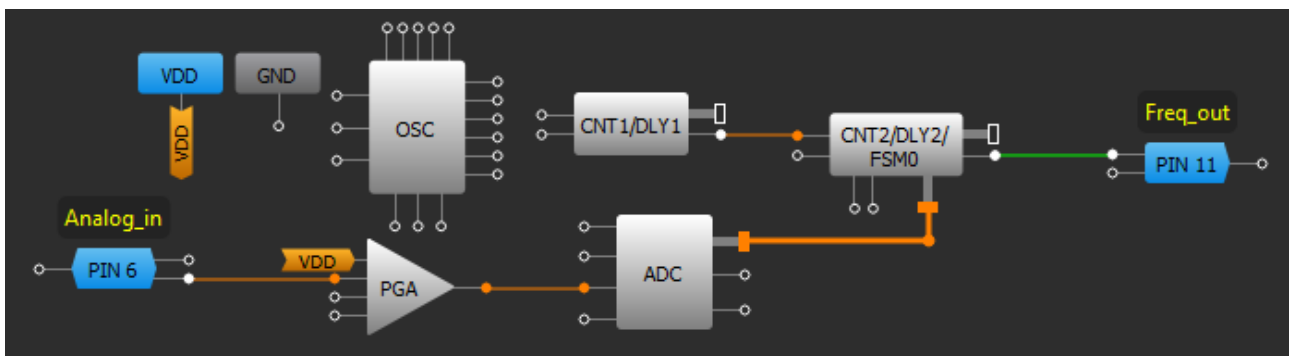 VDD
GND
VDD
OSC
CNT1/DLY1
CNT2/DLY2/
FSM0
Freq_out
PIN 11
Analog_in
PIN 6
VDD
PGA
ADC